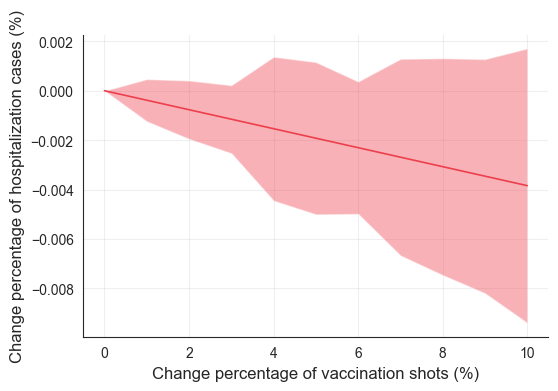 Change percentage of hospitalization cases (%)
0.002
0.000
−0.002
−0.004
−0.006
−0.008
0 2 4 6 8 10
Change percentage of vaccination shots (%)